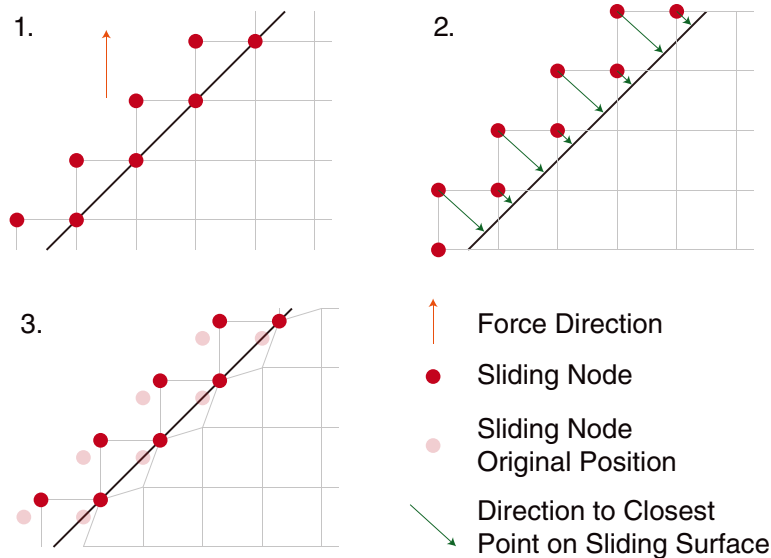 1.
2.
3.
Force Direction
Sliding Node
Sliding Node
Original Position
Direction to Closest
Point on Sliding Surface